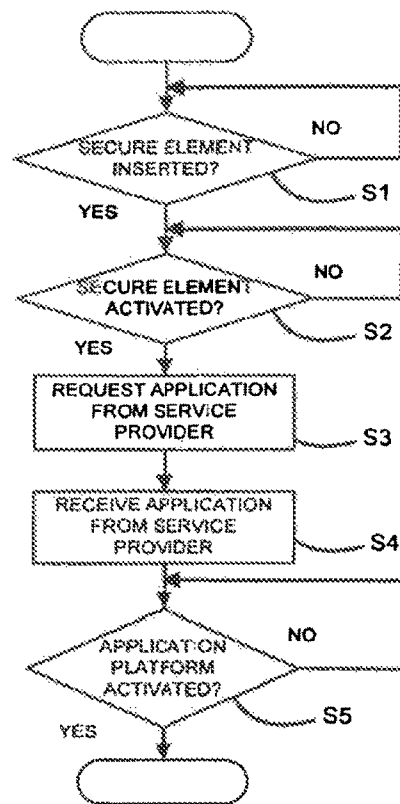 SECURE ELEMENT
INSERTED?
NO
S1
YES
SECURE ELEMENT
ACTIVATED?
NO
S2
YES
REQUEST APPLICATION
FROM SERVICE
PROVIDER
S3
RECEIVE APPLICATION
FROM SERVICE
PROVIDER
S4
APPLICATION
PLATFORM
ACTIVATED?
NO
S5
YES